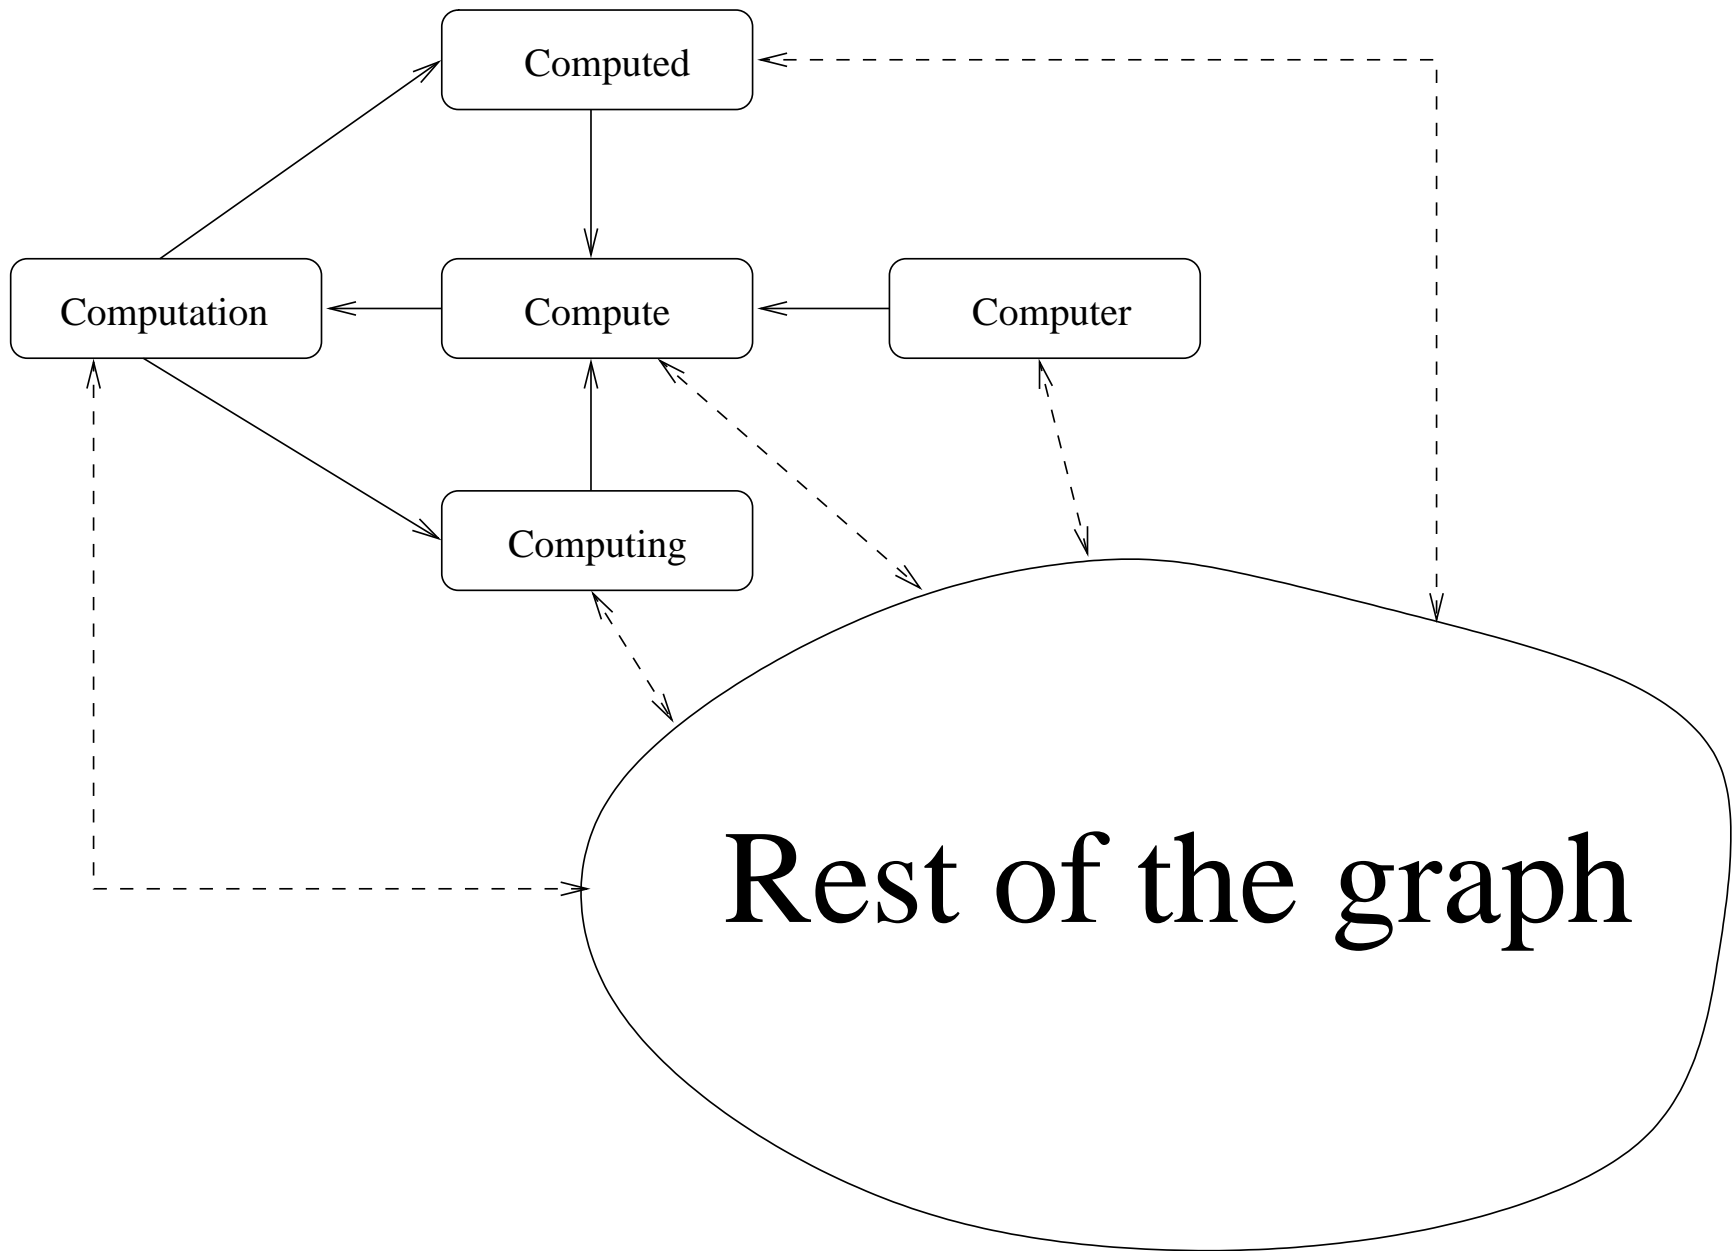 Computed
Computation
Compute
Computer
Computing
Rest of the graph